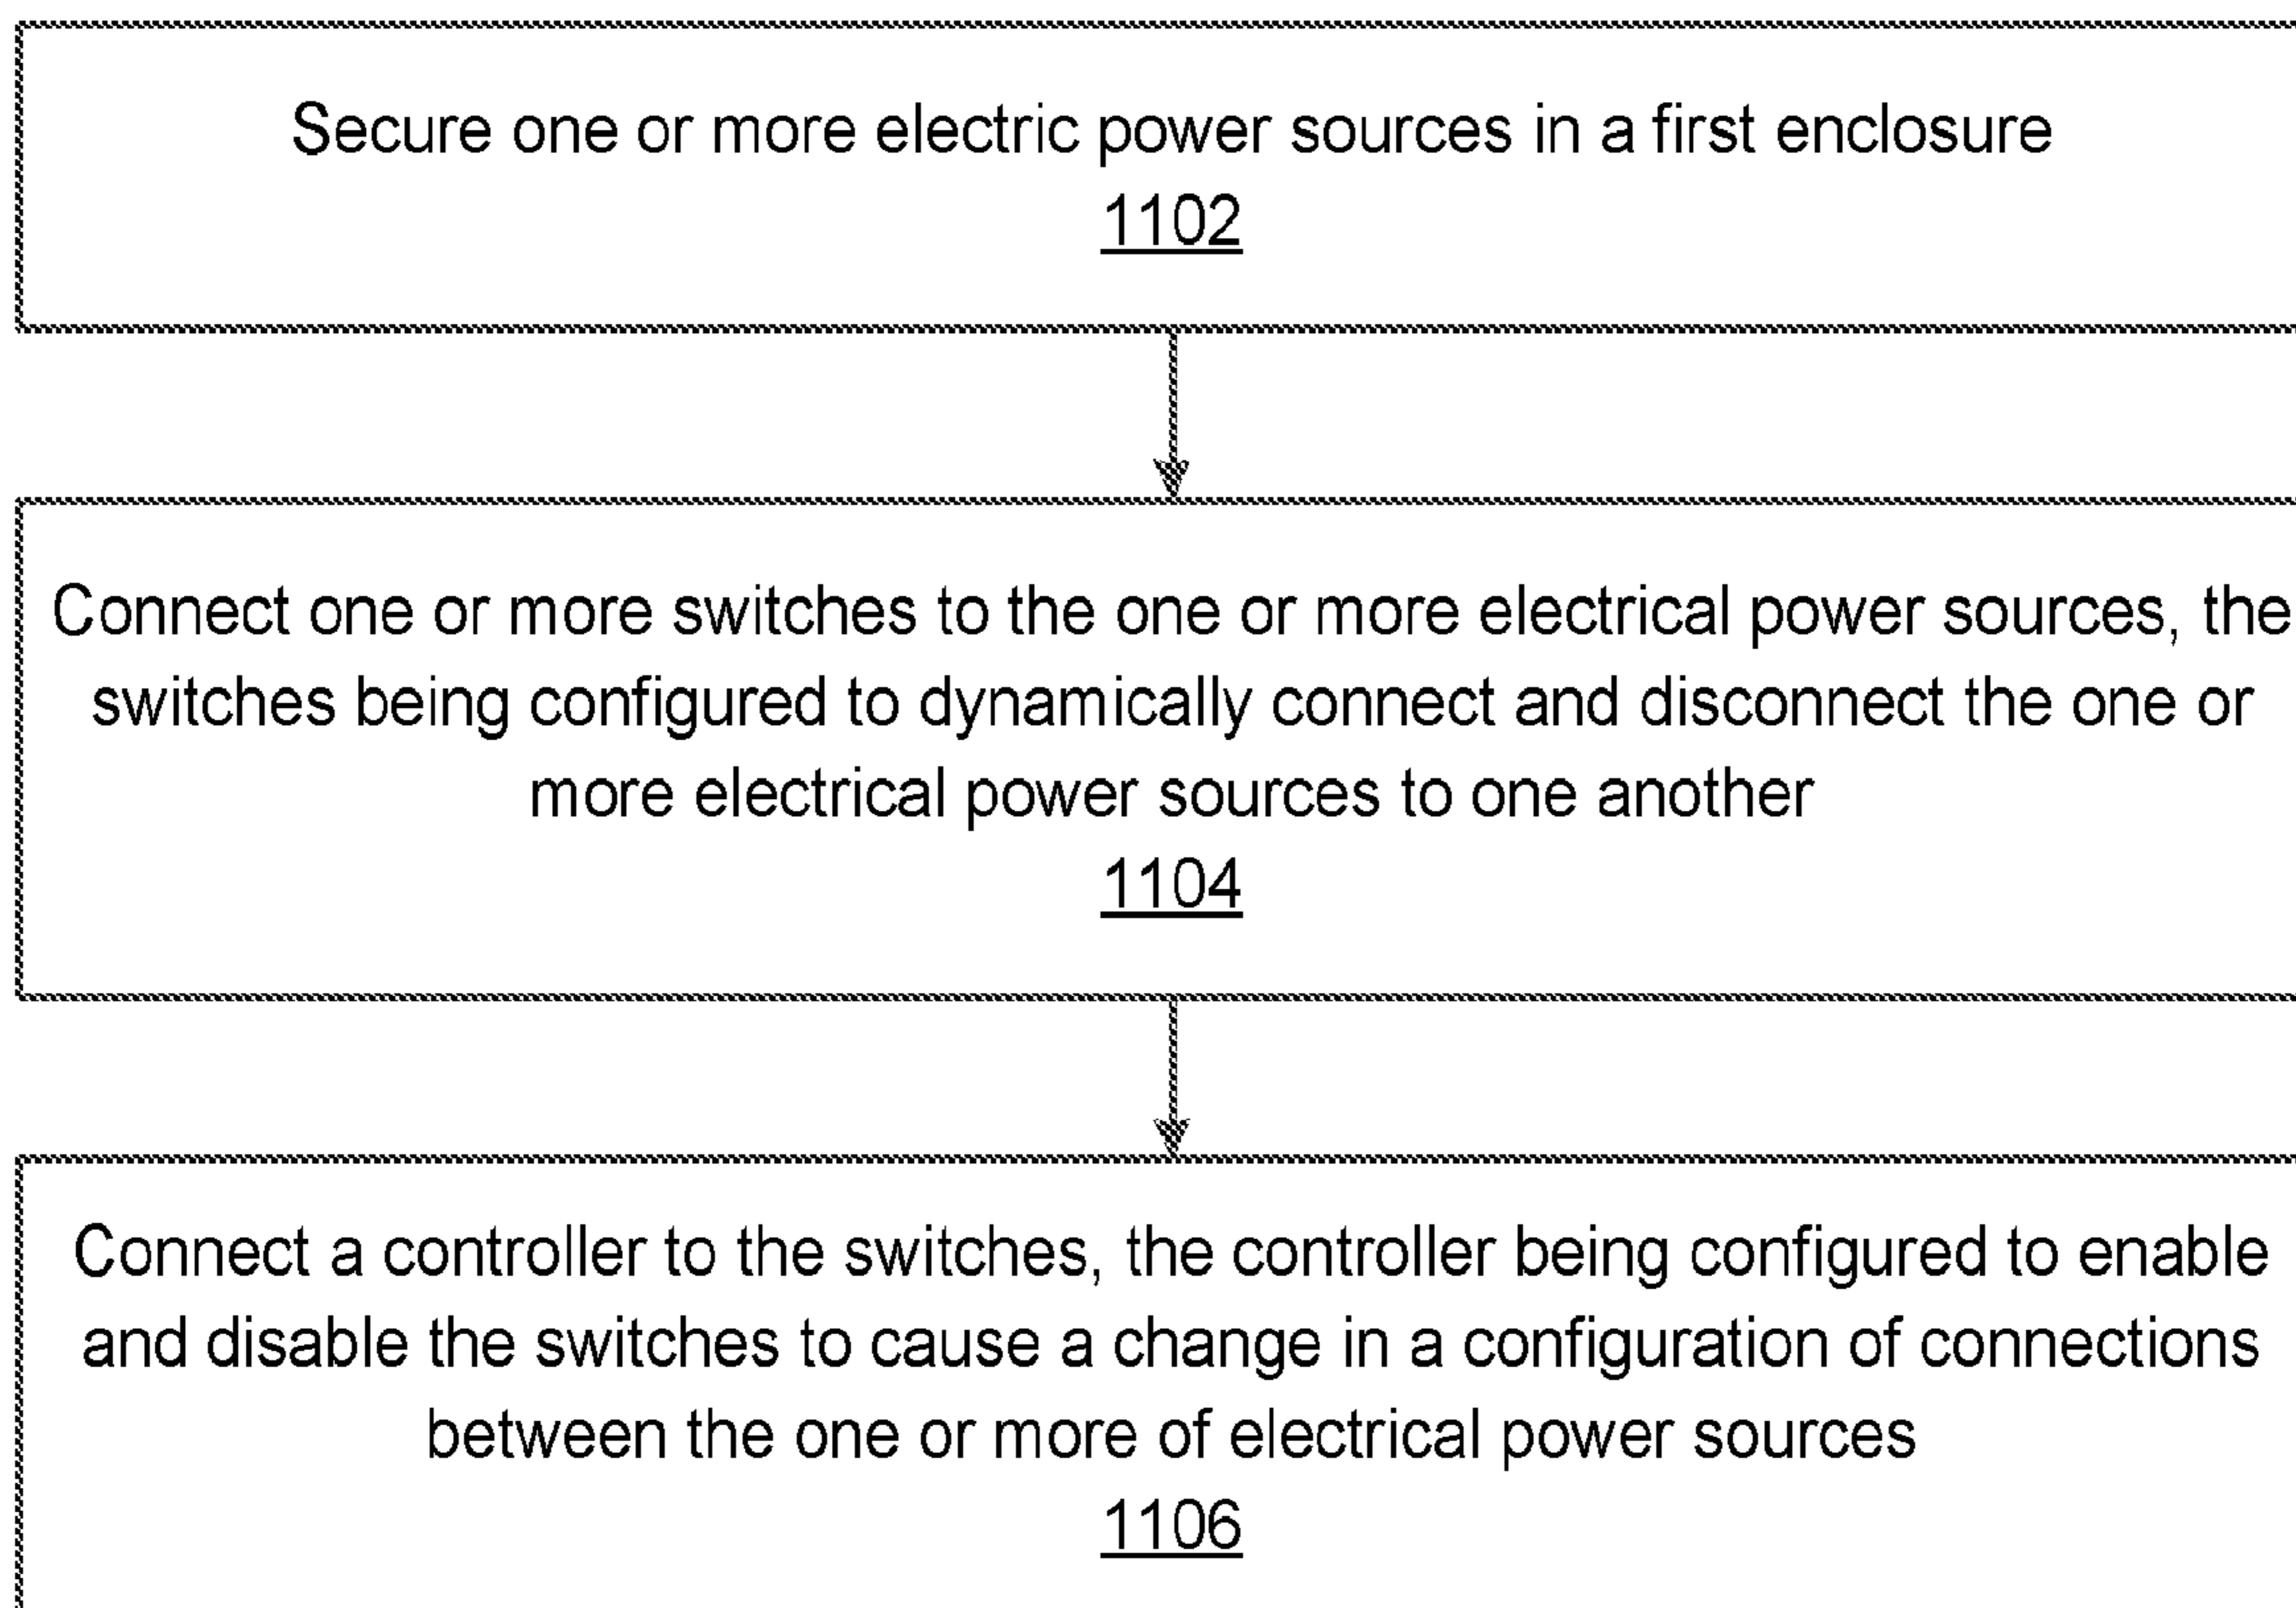 Secure one or more electric power sources in a first enclosure
1102
Connect one or more switches to the one or more electrical power sources, the
switches being configured to dynamically connect and disconnect the one or
more electrical power sources to one another
1104
Connect a controller to the switches, the controller being configured to enable
and disable the switches to cause a change in a configuration of connections
between the one or more of electrical power sources
1106